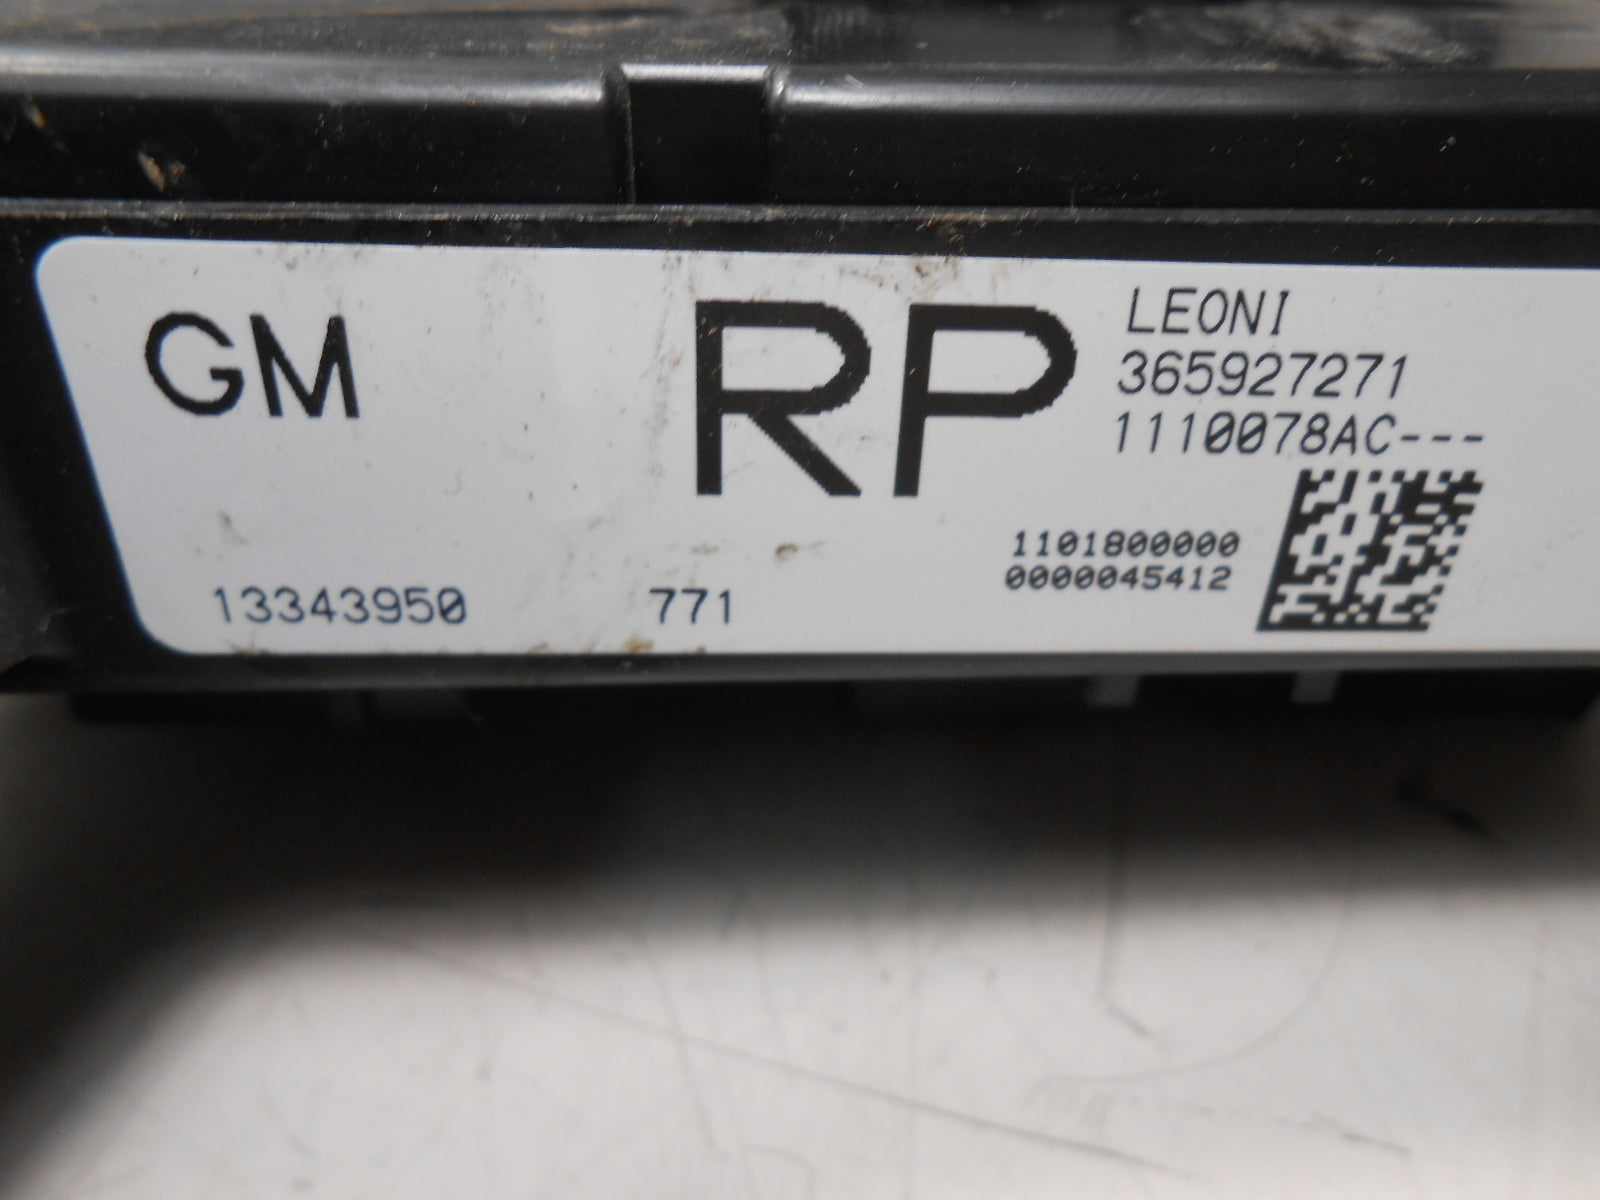 GM
RP
LEONI
365927271
1110078AC---
1101800000
0000045412
13343950
771